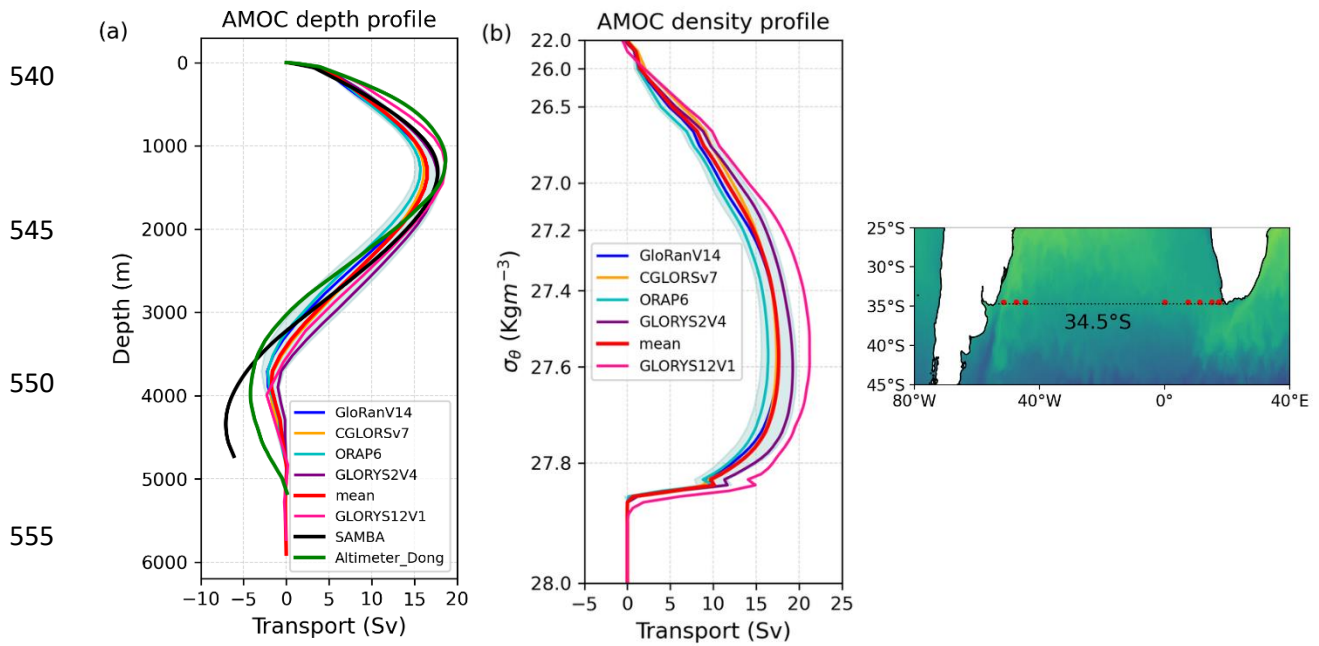 540
545
550
555
(a)
AMOC depth profile
Depth (m)
0
1000
2000
3000
4000
5000
6000
GloRanV14
CGLORSv7
ORAP6
GLORYS2V4
mean
GLORYS12V1
SAMBA
Altimeter_Dong
−10 −5 0 5 10 15 20
Transport (Sv)
(b)
AMOC density profile
σθ (Kgm⁻³)
22.0
26.0
26.5
27.0
27.2
27.4
27.6
27.8
28.0
GloRanV14
CGLORSv7
ORAP6
GLORYS2V4
mean
GLORYS12V1
−5 0 5 10 15 20 25
Transport (Sv)
25°S
30°S
35°S
40°S
45°S
34.5°S
80°W 40°W 0° 40°E